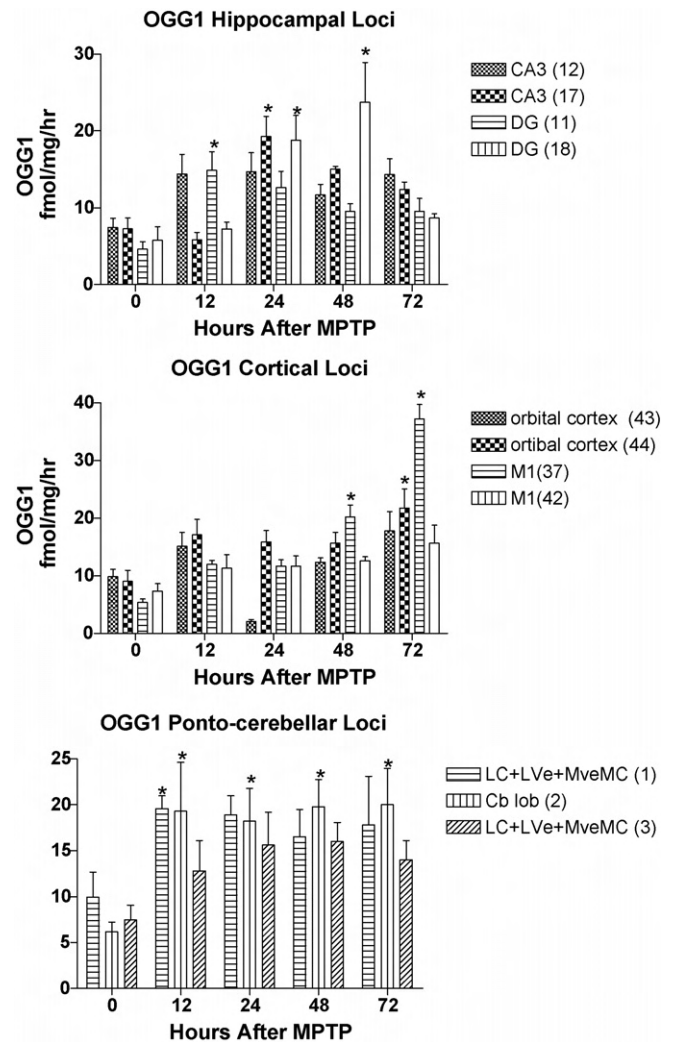 OGG1 Hippocampal Loci
30
20
10
0
OGG1
fmol/mg/hr
*
*
*
*
0 12 24 48 72
Hours After MPTP
CA3 (12)
CA3 (17)
DG (11)
DG (18)
OGG1 Cortical Loci
40
30
20
10
0
OGG1
fmol/mg/hr
*
*
*
0 12 24 48 72
Hours After MPTP
orbital cortex (43)
ortibal cortex (44)
M1(37)
M1(42)
OGG1 Ponto-cerebellar Loci
25
20
15
10
5
0
* * * * *
0 12 24 48 72
Hours After MPTP
LC+LVe+MveMC (1)
Cb lob (2)
LC+LVe+MveMC (3)